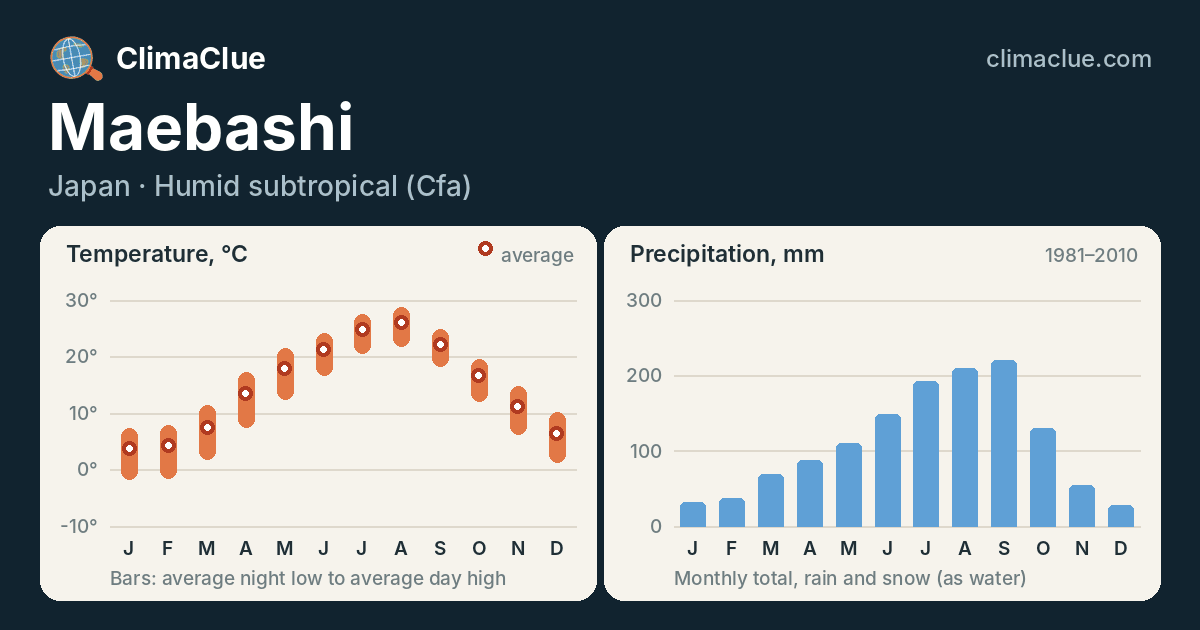 ClimaClue
climaclue.com
Maebashi
Japan · Humid subtropical (Cfa)
Temperature, °C
average
30°
20°
10°
0°
-10°
J F M A M J J A S O N D
Bars: average night low to average day high
Precipitation, mm
1981–2010
300
200
100
0
J F M A M J J A S O N D
Monthly total, rain and snow (as water)